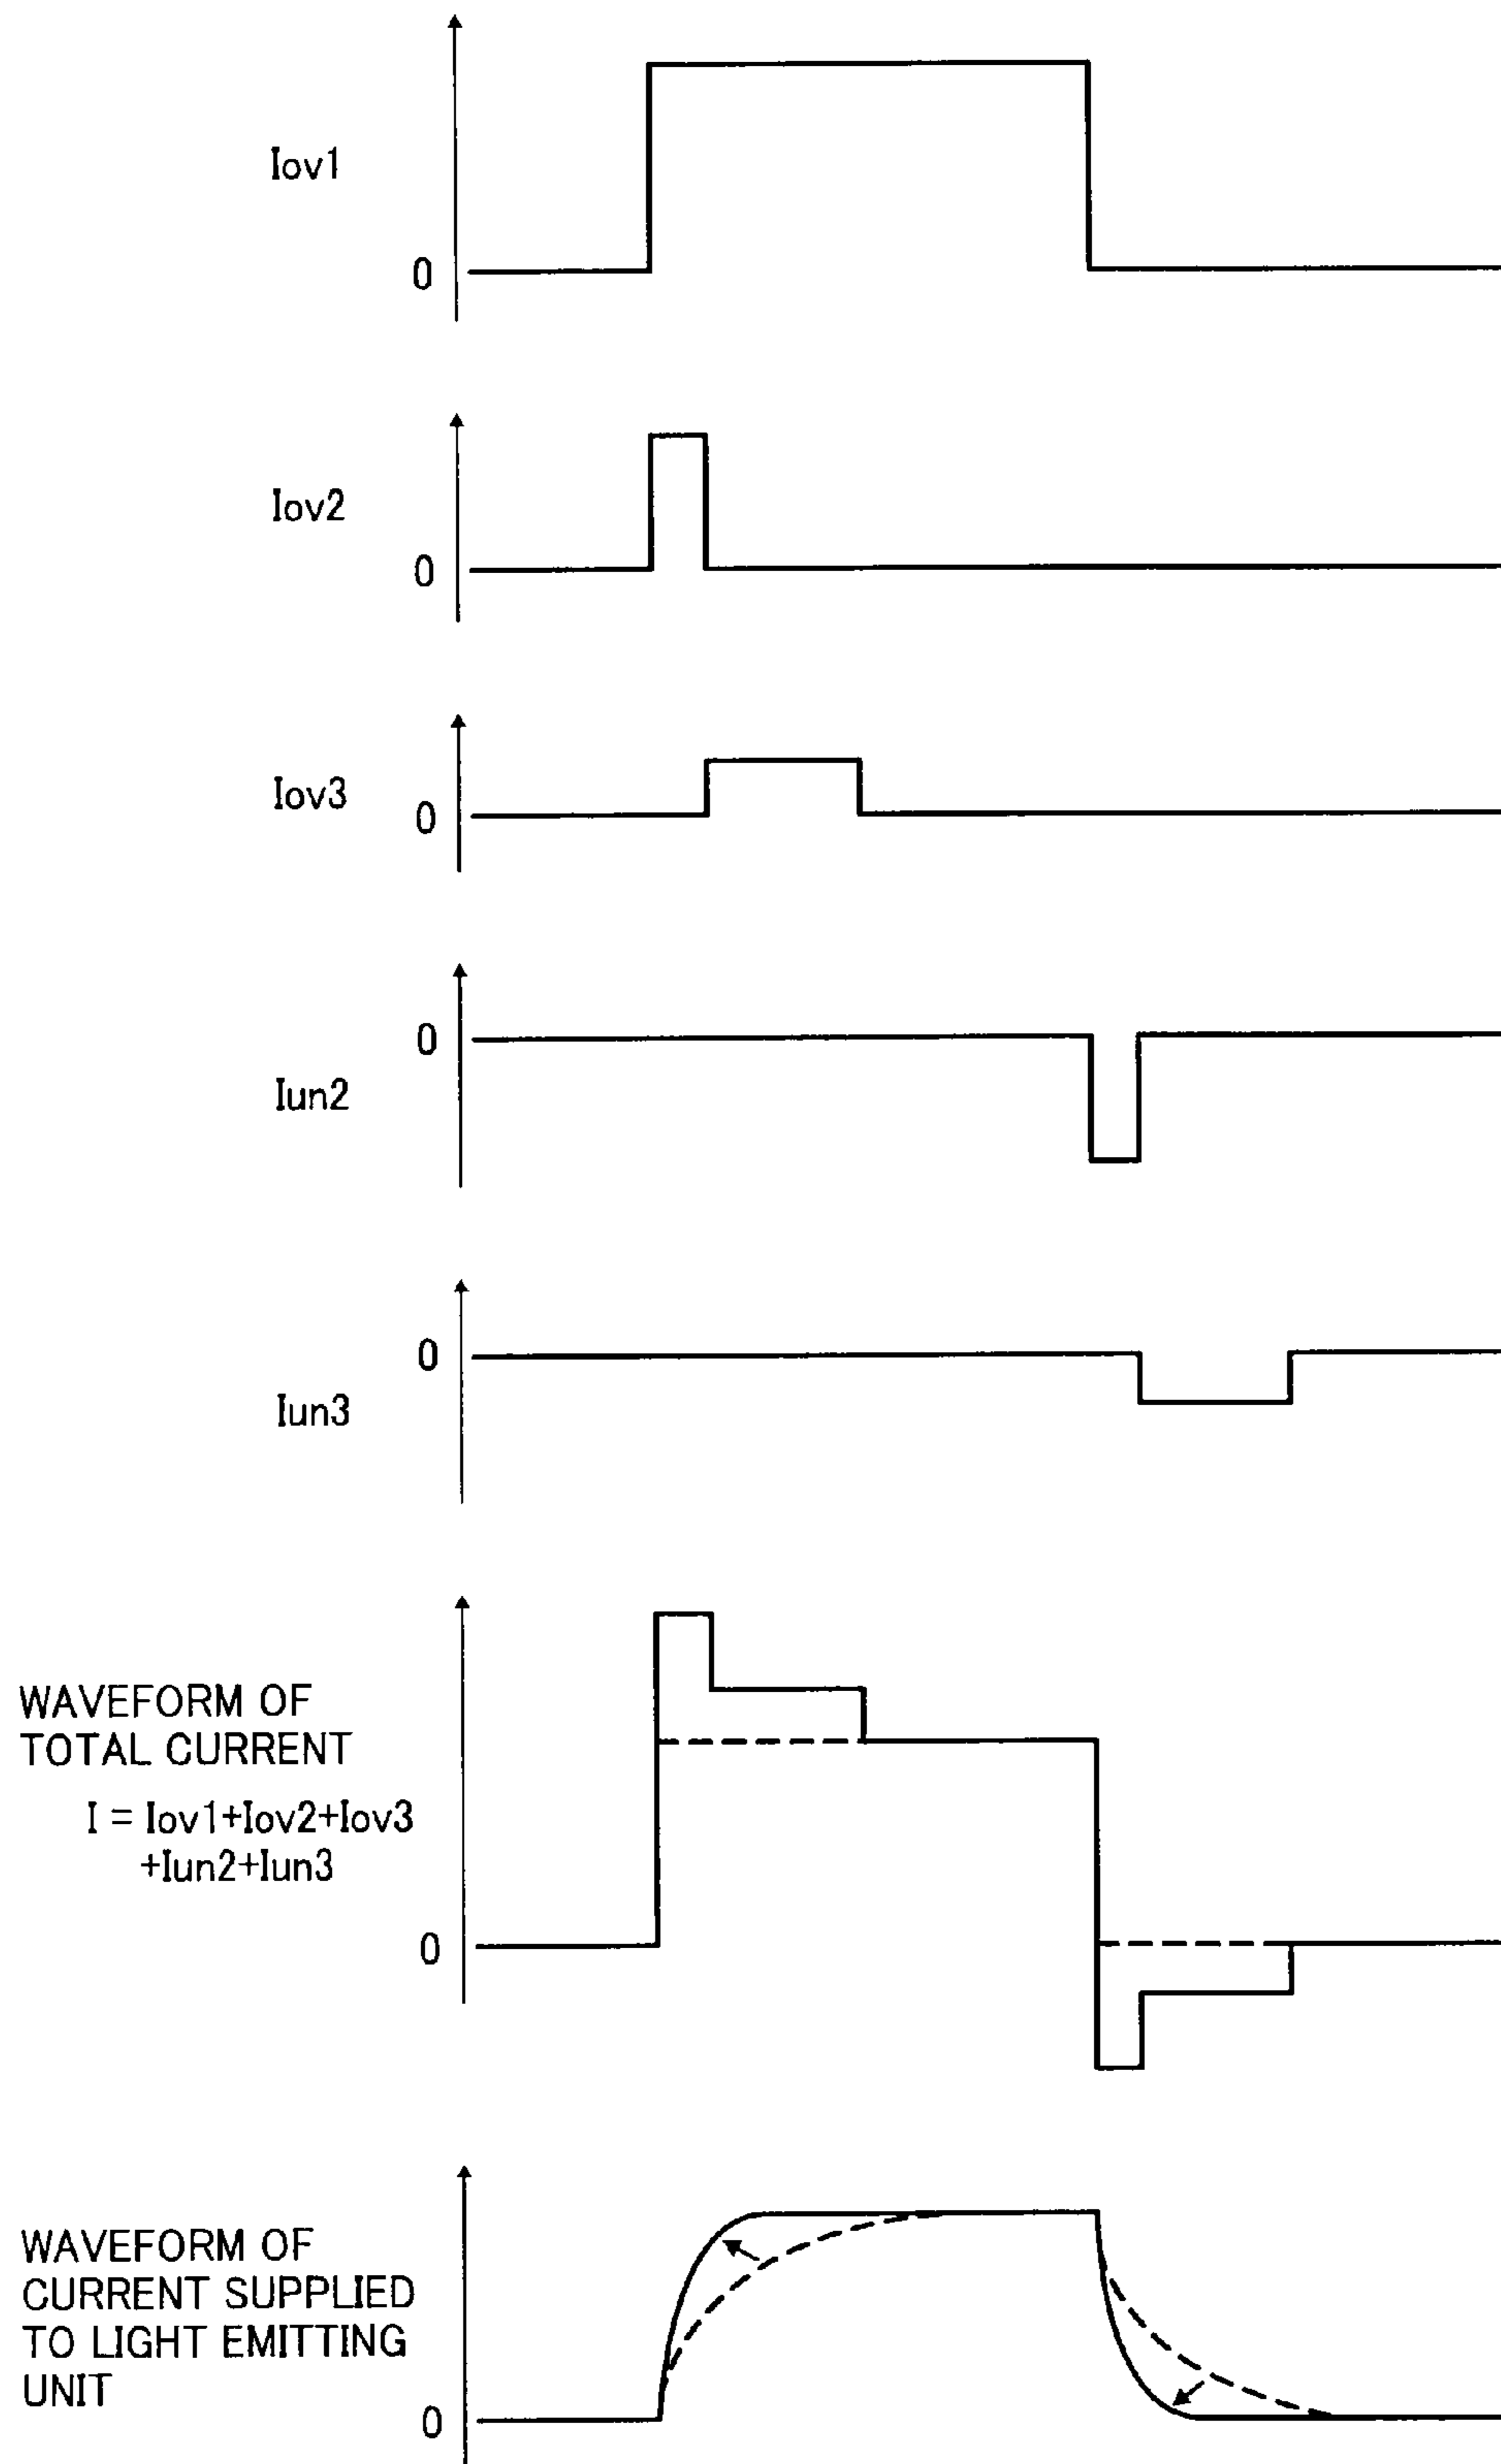 Iov1
0
Iov2
0
Iov3
0
0
Iun2
0
Iun3
WAVEFORM OF
TOTAL CURRENT
I = Iov1+Iov2+Iov3
+Iun2+Iun3
0
WAVEFORM OF
CURRENT SUPPLIED
TO LIGHT EMITTING
UNIT
0